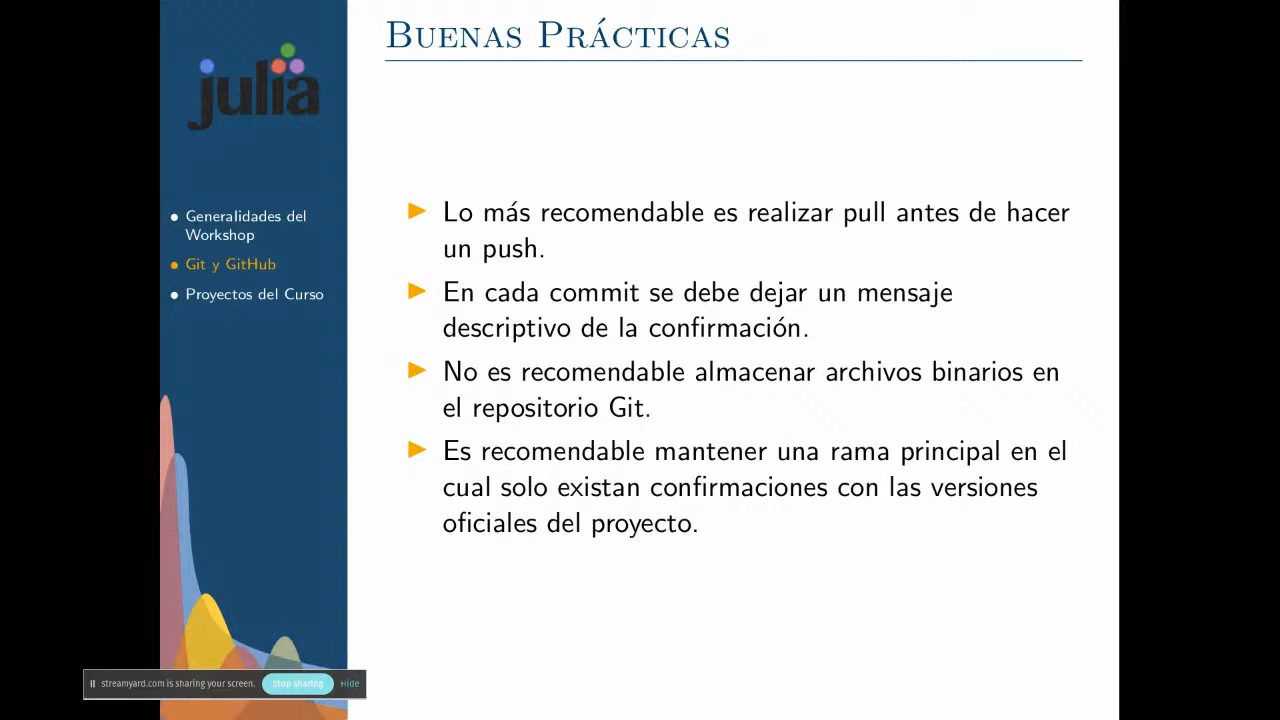 BUENAS PRÁCTICAS
julia
Generalidades del
Workshop
Git y GitHub
Proyectos del Curso
Lo más recomendable es realizar pull antes de hacer
un push.
En cada commit se debe dejar un mensaje
descriptivo de la confirmación.
No es recomendable almacenar archivos binarios en
el repositorio Git.
Es recomendable mantener una rama principal en el
cual solo existan confirmaciones con las versiones
oficiales del proyecto.
streamyard.com is sharing your screen. Stop sharing Hide